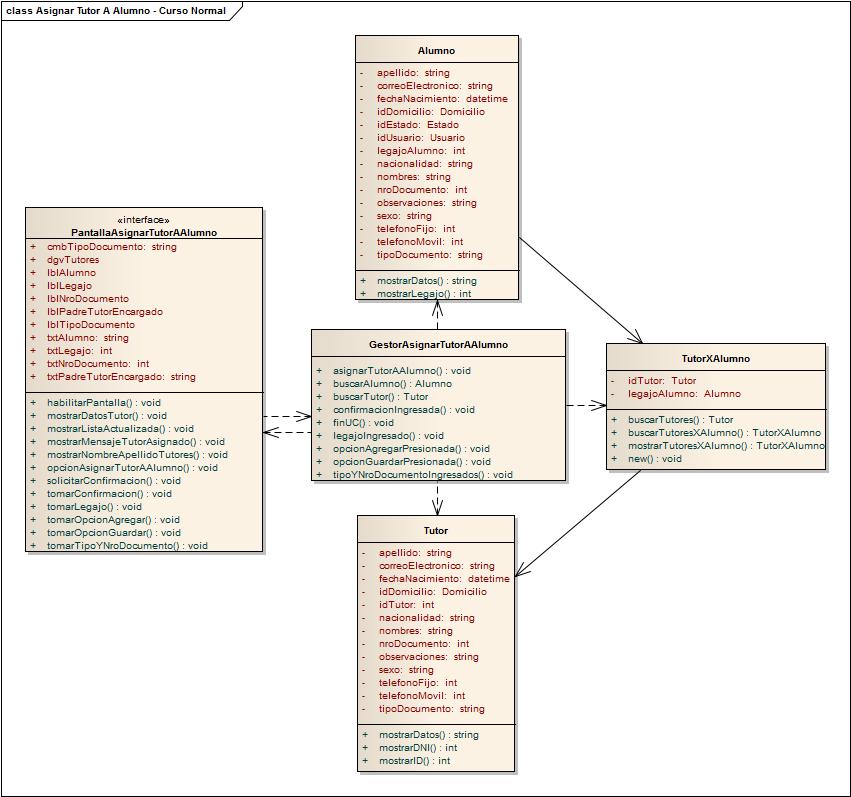 class Asignar Tutor A Alumno - Curso Normal
Alumno
- apellido: string
- correoElectronico: string
- fechaNacimiento: datetime
- idDomicilio: Domicilio
- idEstado: Estado
- idUsuario: Usuario
- legajoAlumno: int
- nacionalidad: string
- nombres: string
- nroDocumento: int
- observaciones: string
- sexo: string
- telefonoFijo: int
- telefonoMovil: int
- tipoDocumento: string
+ mostrarDatos() : string
+ mostrarLegajo() : int
«interface»
PantallaAsignarTutorAAlumno
+ cmbTipoDocumento: string
+ dgvTutores
+ lblAlumno
+ lblLegajo
+ lblNroDocumento
+ lblPadreTutorEncargado
+ lblTipoDocumento
+ txtAlumno: string
+ txtLegajo: int
+ txtNroDocumento: int
+ txtPadreTutorEncargado: string
+ habilitarPantalla() : void
+ mostrarDatosTutor() : void
+ mostrarListaActualizada() : void
+ mostrarMensajeTutorAsignado() : void
+ mostrarNombreApellidoTutores() : void
+ opcionAsignarTutorAAlumno() : void
+ solicitarConfirmacion() : void
+ tomarConfirmacion() : void
+ tomarLegajo() : void
+ tomarOpcionAgregar() : void
+ tomarOpcionGuardar() : void
+ tomarTipoYNroDocumento() : void
GestorAsignarTutorAAlumno
+ asignarTutorAAlumno() : void
+ buscarAlumno() : Alumno
+ buscarTutor() : Tutor
+ confirmacionIngresada() : void
+ finUC() : void
+ legajoIngresado() : void
+ opcionAgregarPresionada() : void
+ opcionGuardarPresionada() : void
+ tipoYNroDocumentoIngresados() : void
TutorXAlumno
- idTutor: Tutor
- legajoAlumno: Alumno
+ buscarTutores() : Tutor
+ buscarTutoresXAlumno() : TutorXAlumno
+ mostrarTutoresXAlumno() : TutorXAlumno
+ new() : void
Tutor
- apellido: string
- correoElectronico: string
- fechaNacimiento: datetime
- idDomicilio: Domicilio
- idTutor: int
- nacionalidad: string
- nombres: string
- nroDocumento: int
- observaciones: string
- sexo: string
- telefonoFijo: int
- telefonoMovil: int
- tipoDocumento: string
+ mostrarDatos() : string
+ mostrarDNI() : int
+ mostrarID() : int